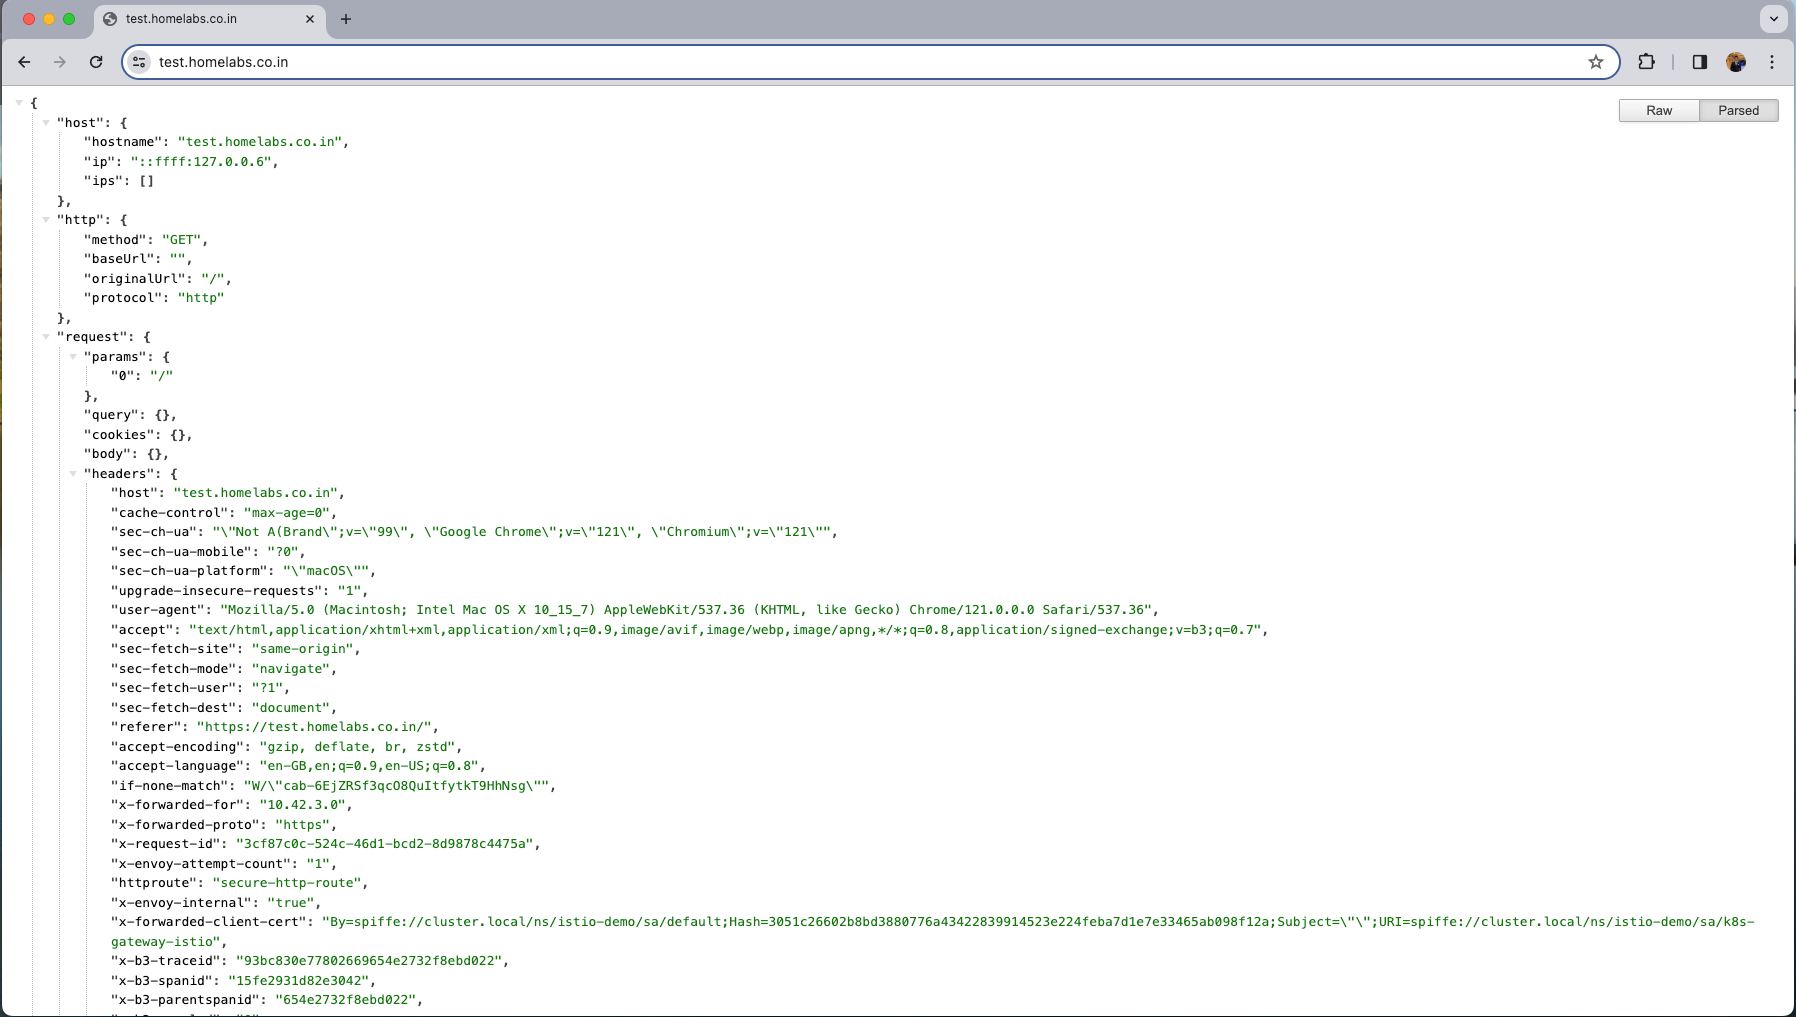 test.homelabs.co.in
test.homelabs.co.in
Raw Parsed
{
"host": {
"hostname": "test.homelabs.co.in",
"ip": "::ffff:127.0.0.6",
"ips": []
},
"http": {
"method": "GET",
"baseUrl": "",
"originalUrl": "/",
"protocol": "http"
},
"request": {
"params": {
"0": "/"
},
"query": {},
"cookies": {},
"body": {},
"headers": {
"host": "test.homelabs.co.in",
"cache-control": "max-age=0",
"sec-ch-ua": "\"Not A(Brand\";v=\"99\", \"Google Chrome\";v=\"121\", \"Chromium\";v=\"121\"",
"sec-ch-ua-mobile": "?0",
"sec-ch-ua-platform": "\"macOS\"",
"upgrade-insecure-requests": "1",
"user-agent": "Mozilla/5.0 (Macintosh; Intel Mac OS X 10_15_7) AppleWebKit/537.36 (KHTML, like Gecko) Chrome/121.0.0.0 Safari/537.36",
"accept": "text/html,application/xhtml+xml,application/xml;q=0.9,image/avif,image/webp,image/apng,*/*;q=0.8,application/signed-exchange;v=b3;q=0.7",
"sec-fetch-site": "same-origin",
"sec-fetch-mode": "navigate",
"sec-fetch-user": "?1",
"sec-fetch-dest": "document",
"referer": "https://test.homelabs.co.in/",
"accept-encoding": "gzip, deflate, br, zstd",
"accept-language": "en-GB,en;q=0.9,en-US;q=0.8",
"if-none-match": "W/\"cab-6EjZRSf3qcO8QuItfytkT9HhNsg\"",
"x-forwarded-for": "10.42.3.0",
"x-forwarded-proto": "https",
"x-request-id": "3cf87c0c-524c-46d1-bcd2-8d9878c4475a",
"x-envoy-attempt-count": "1",
"httproute": "secure-http-route",
"x-envoy-internal": "true",
"x-forwarded-client-cert": "By=spiffe://cluster.local/ns/istio-demo/sa/default;Hash=3051c26602b8bd3880776a43422839914523e224feba7d1e7e33465ab098f12a;Subject=\"\";URI=spiffe://cluster.local/ns/istio-demo/sa/k8s-
gateway-istio",
"x-b3-traceid": "93bc830e77802669654e2732f8ebd022",
"x-b3-spanid": "15fe2931d82e3042",
"x-b3-parentspanid": "654e2732f8ebd022",